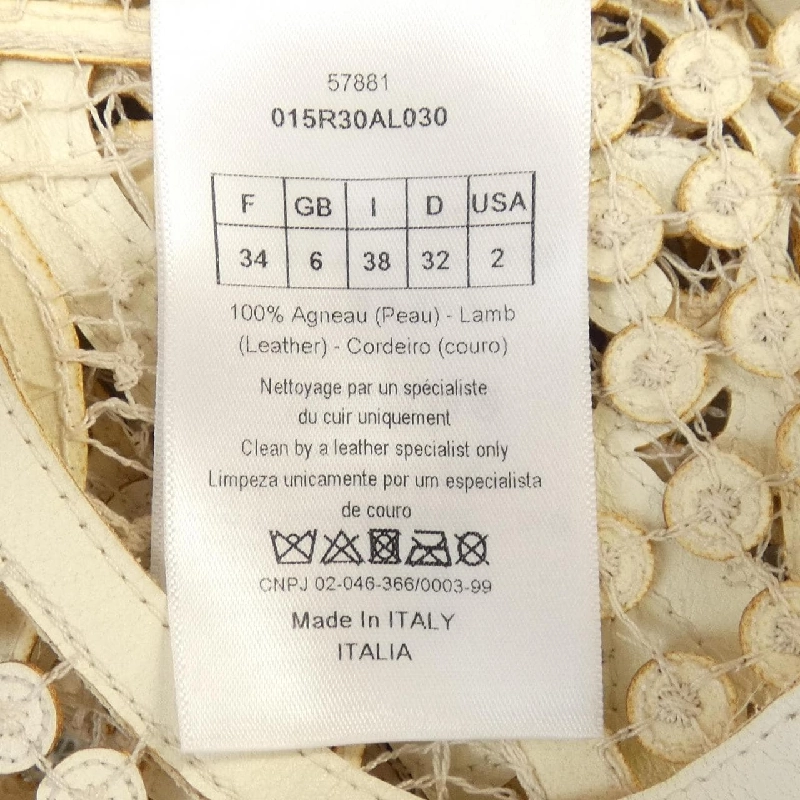 57881
015R30AL030
F GB I D USA
34 6 38 32 2
100% Agneau (Peau) - Lamb
(Leather) - Cordeiro (couro)
Nettoyage par un spécialiste
du cuir uniquement
Clean by a leather specialist only
Limpeza unicamente por um especialista
de couro
CNPJ 02-046-366/0003-99
Made In ITALY
ITALIA